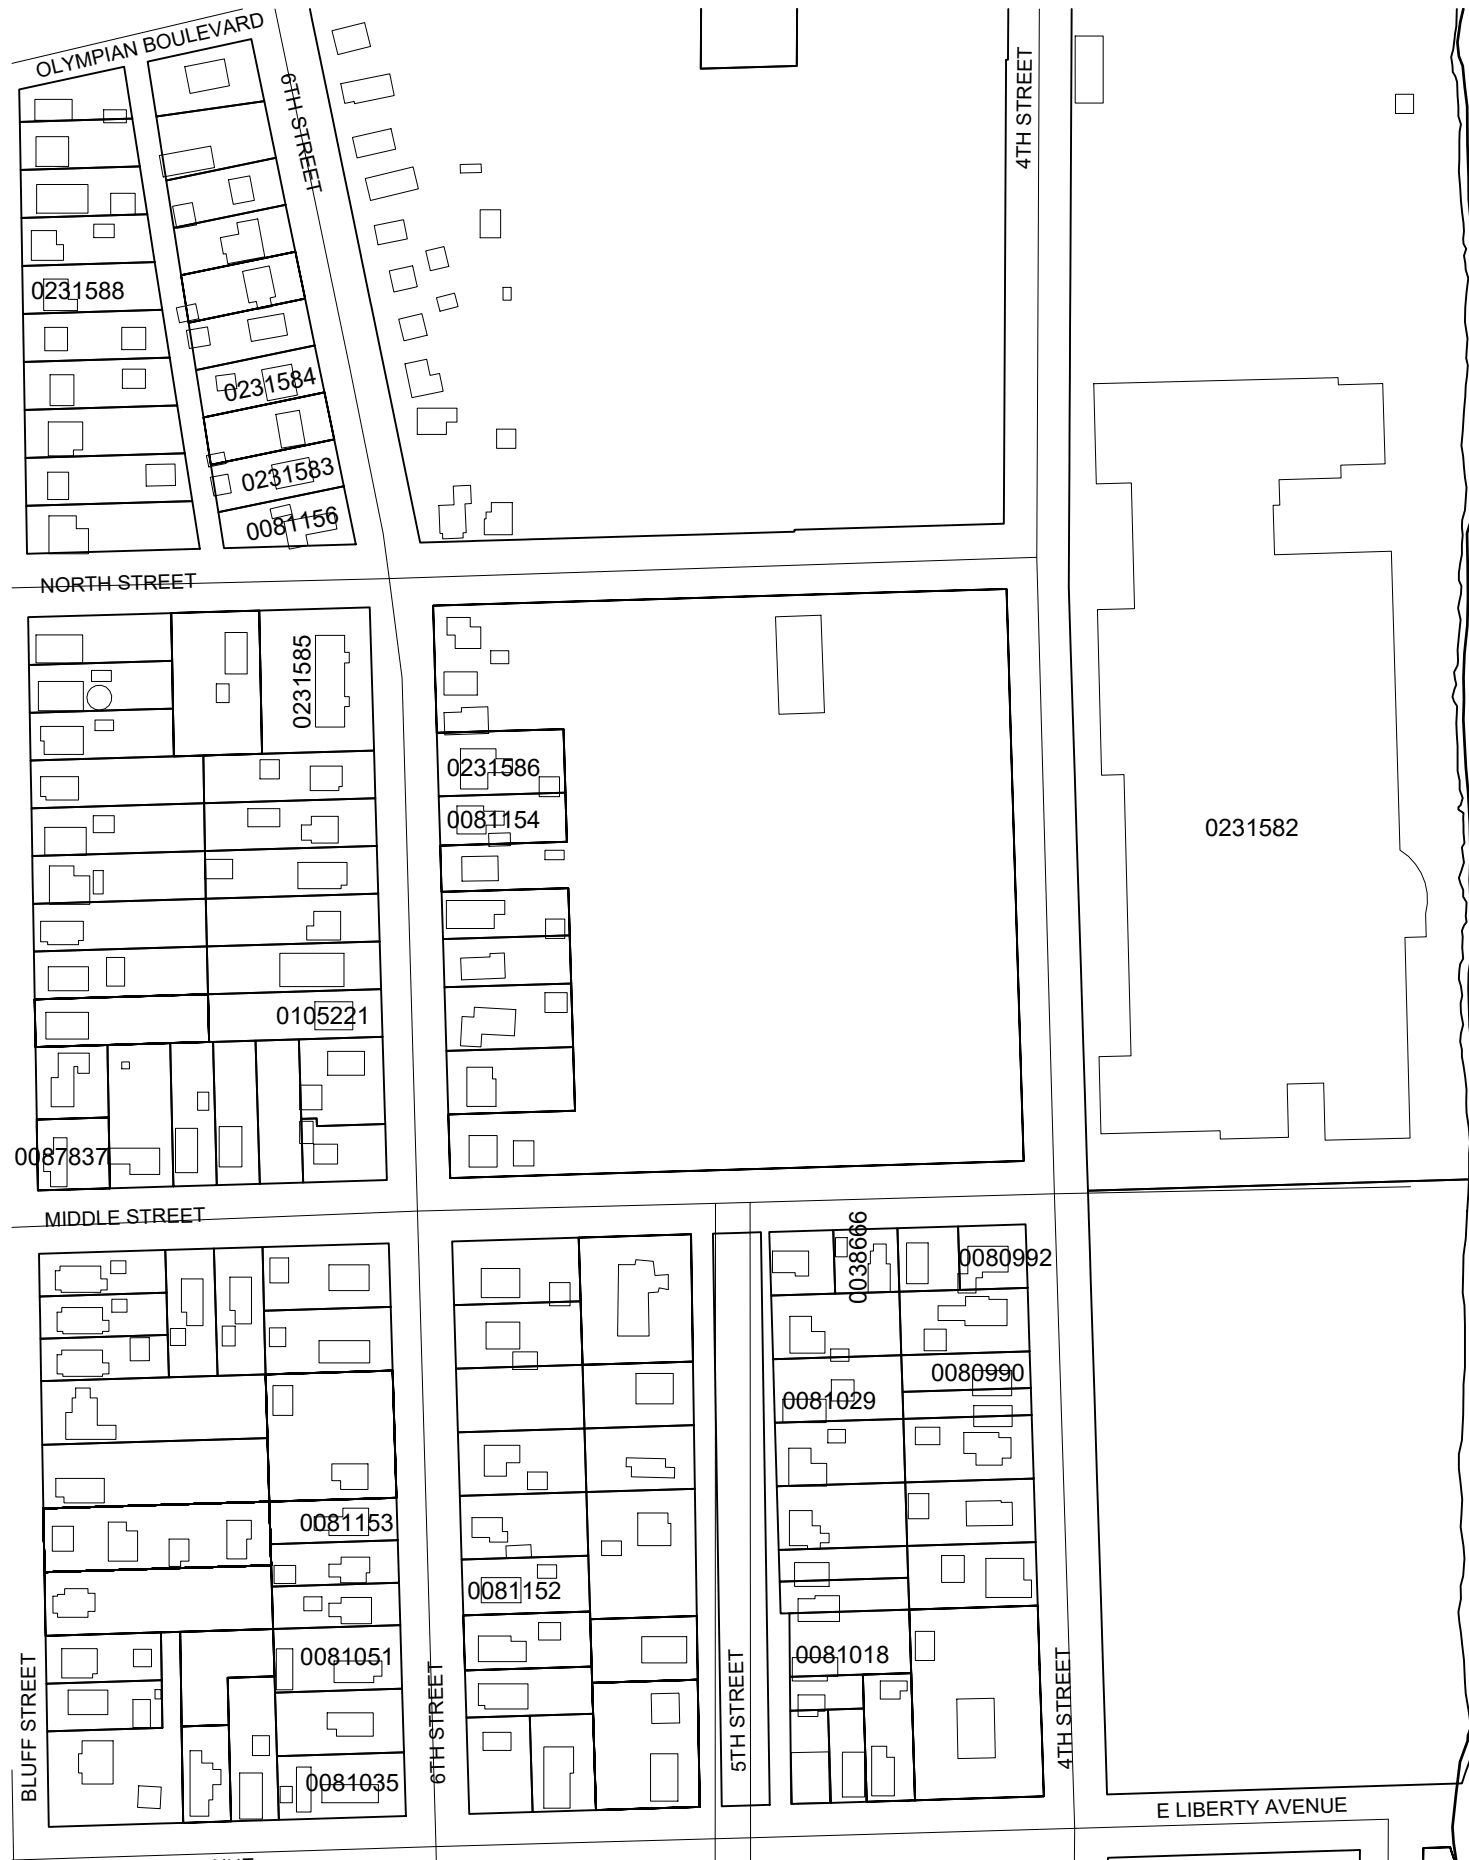 OLYMPIAN BOULEVARD
6TH STREET
4TH STREET
0231588
0231584
0231583
0081156
NORTH STREET
0231585
0231586
0081154
0231582
0105221
0087837
MIDDLE STREET
0038666
0080992
0080990
0081029
0081153
0081152
0081051
0081018
BLUFF STREET
6TH STREET
5TH STREET
4TH STREET
0081035
E LIBERTY AVENUE